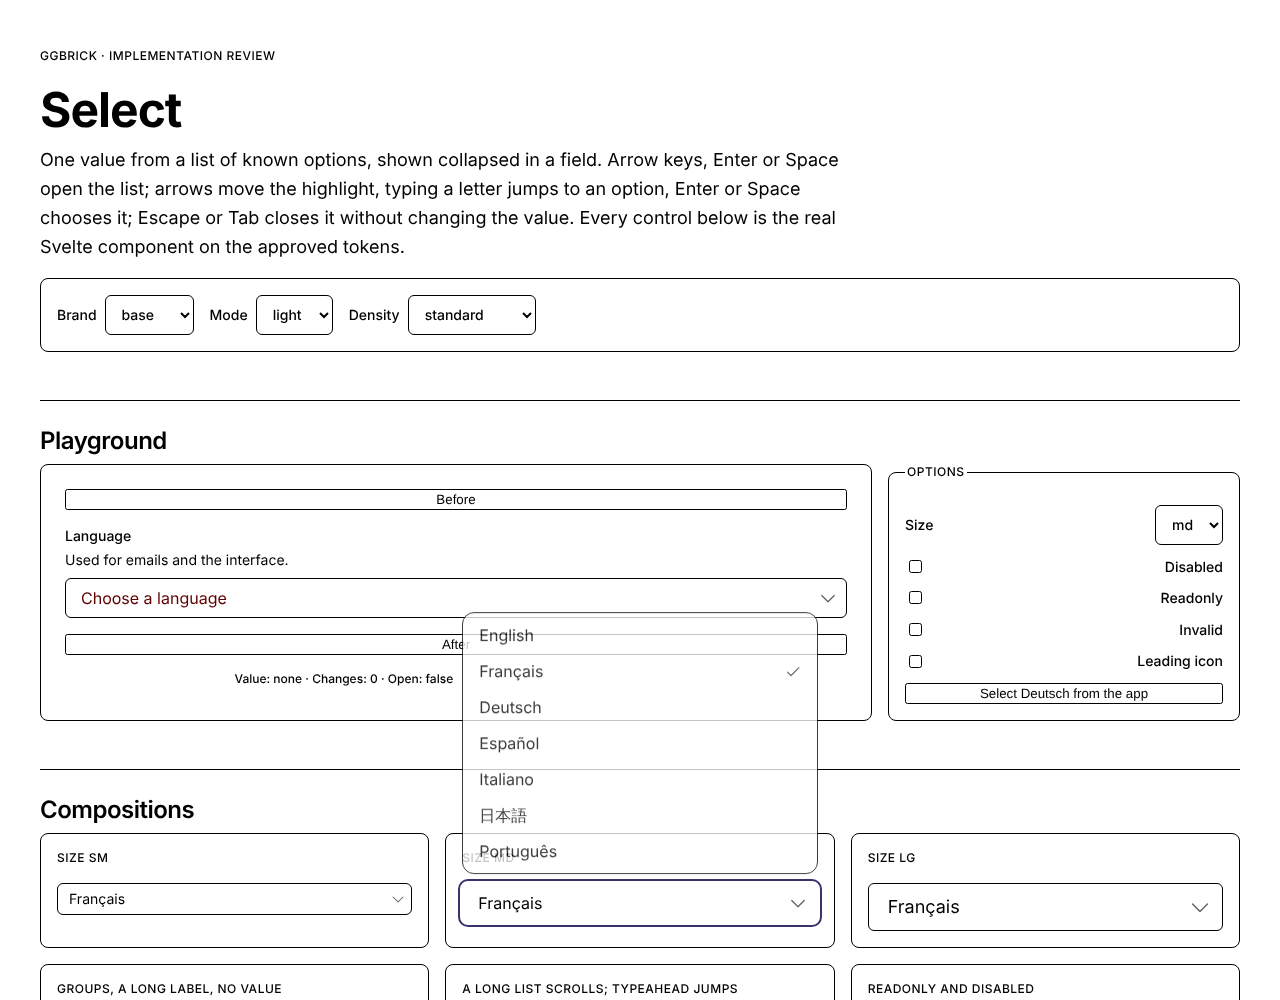 GGBRICK · IMPLEMENTATION REVIEW
Select
One value from a list of known options, shown collapsed in a field. Arrow keys, Enter or Space
open the list; arrows move the highlight, typing a letter jumps to an option, Enter or Space
chooses it; Escape or Tab closes it without changing the value. Every control below is the real
Svelte component on the approved tokens.
Brand base Mode light Density standard
Playground
Before
Language
Used for emails and the interface.
Choose a language
After
Value: none · Changes: 0 · Open: false
OPTIONS
Size md
Disabled
Readonly
Invalid
Leading icon
Select Deutsch from the app
English
Français
Deutsch
Español
Italiano
日本語
Português
Compositions
SIZE SM
Français
SIZE MD
Français
SIZE LG
Français
GROUPS, A LONG LABEL, NO VALUE
A LONG LIST SCROLLS; TYPEAHEAD JUMPS
READONLY AND DISABLED